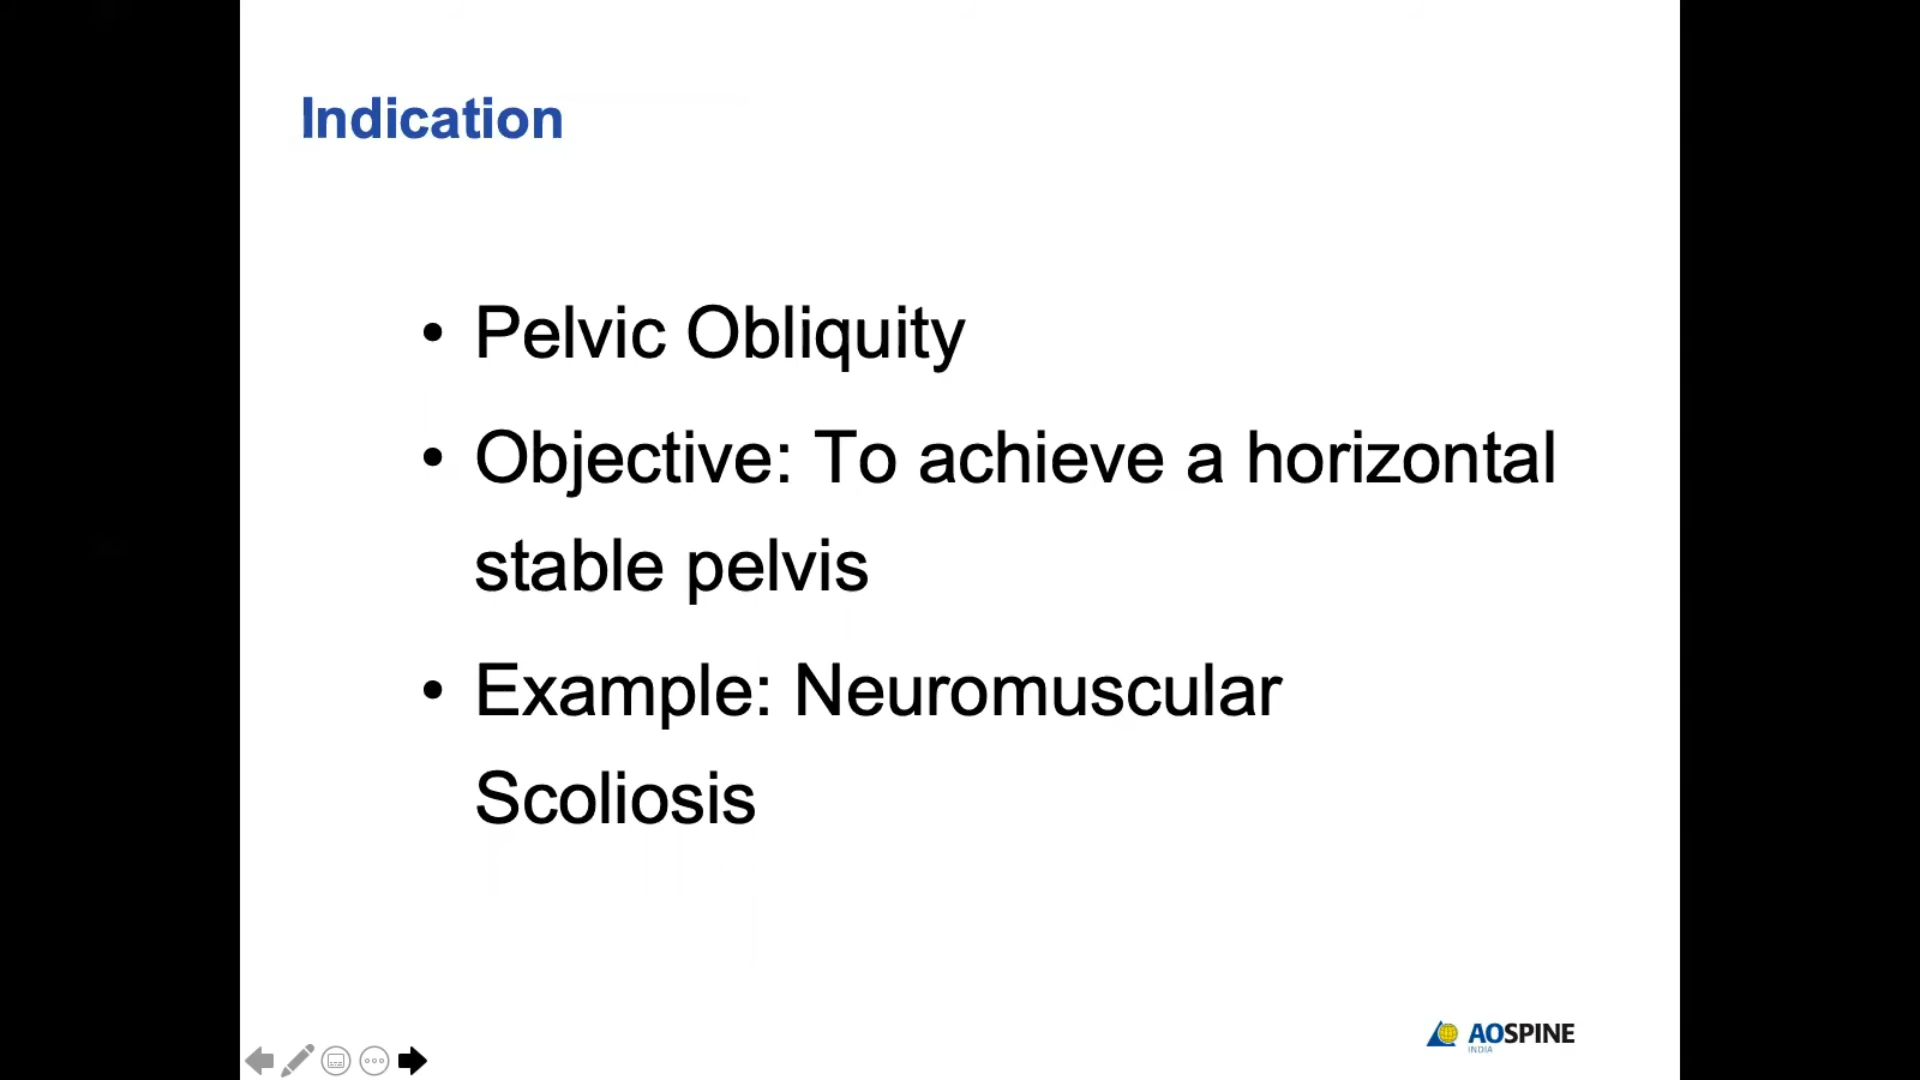 Indication
• Pelvic Obliquity
• Objective: To achieve a horizontal
stable pelvis
• Example: Neuromuscular
Scoliosis
AOSPINE
INDIA